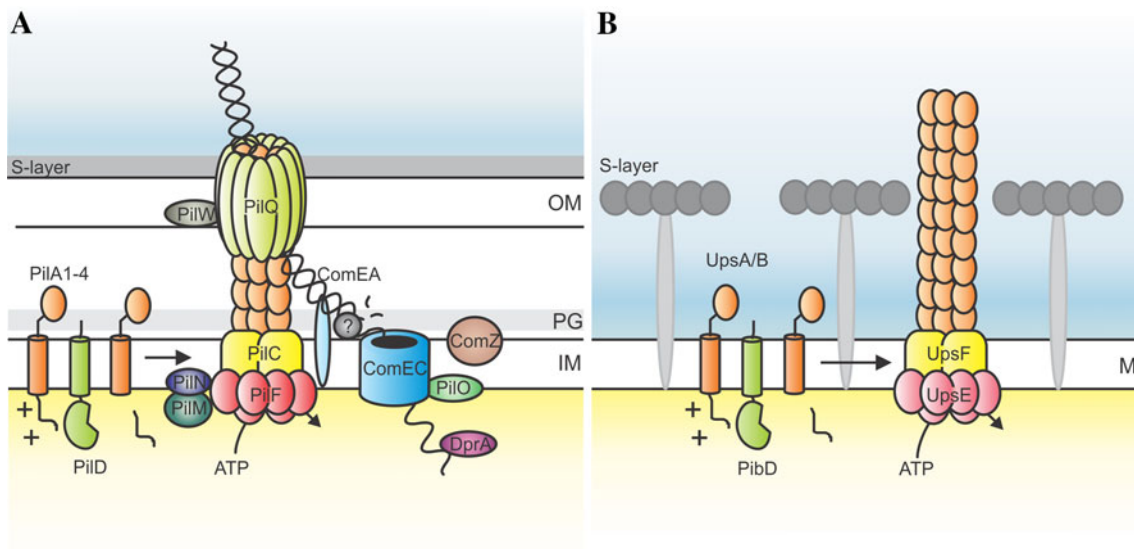 A
S-layer
PilQ
PilW
OM
PilA1-4
ComEA
?
PG
PilC
ComZ
IM
ComEC
PilN
PilF
PilO
PilM
+
+
DprA
PilD
ATP
B
S-layer
UpsA/B
UpsF
M
UpsE
+
+
PibD
ATP